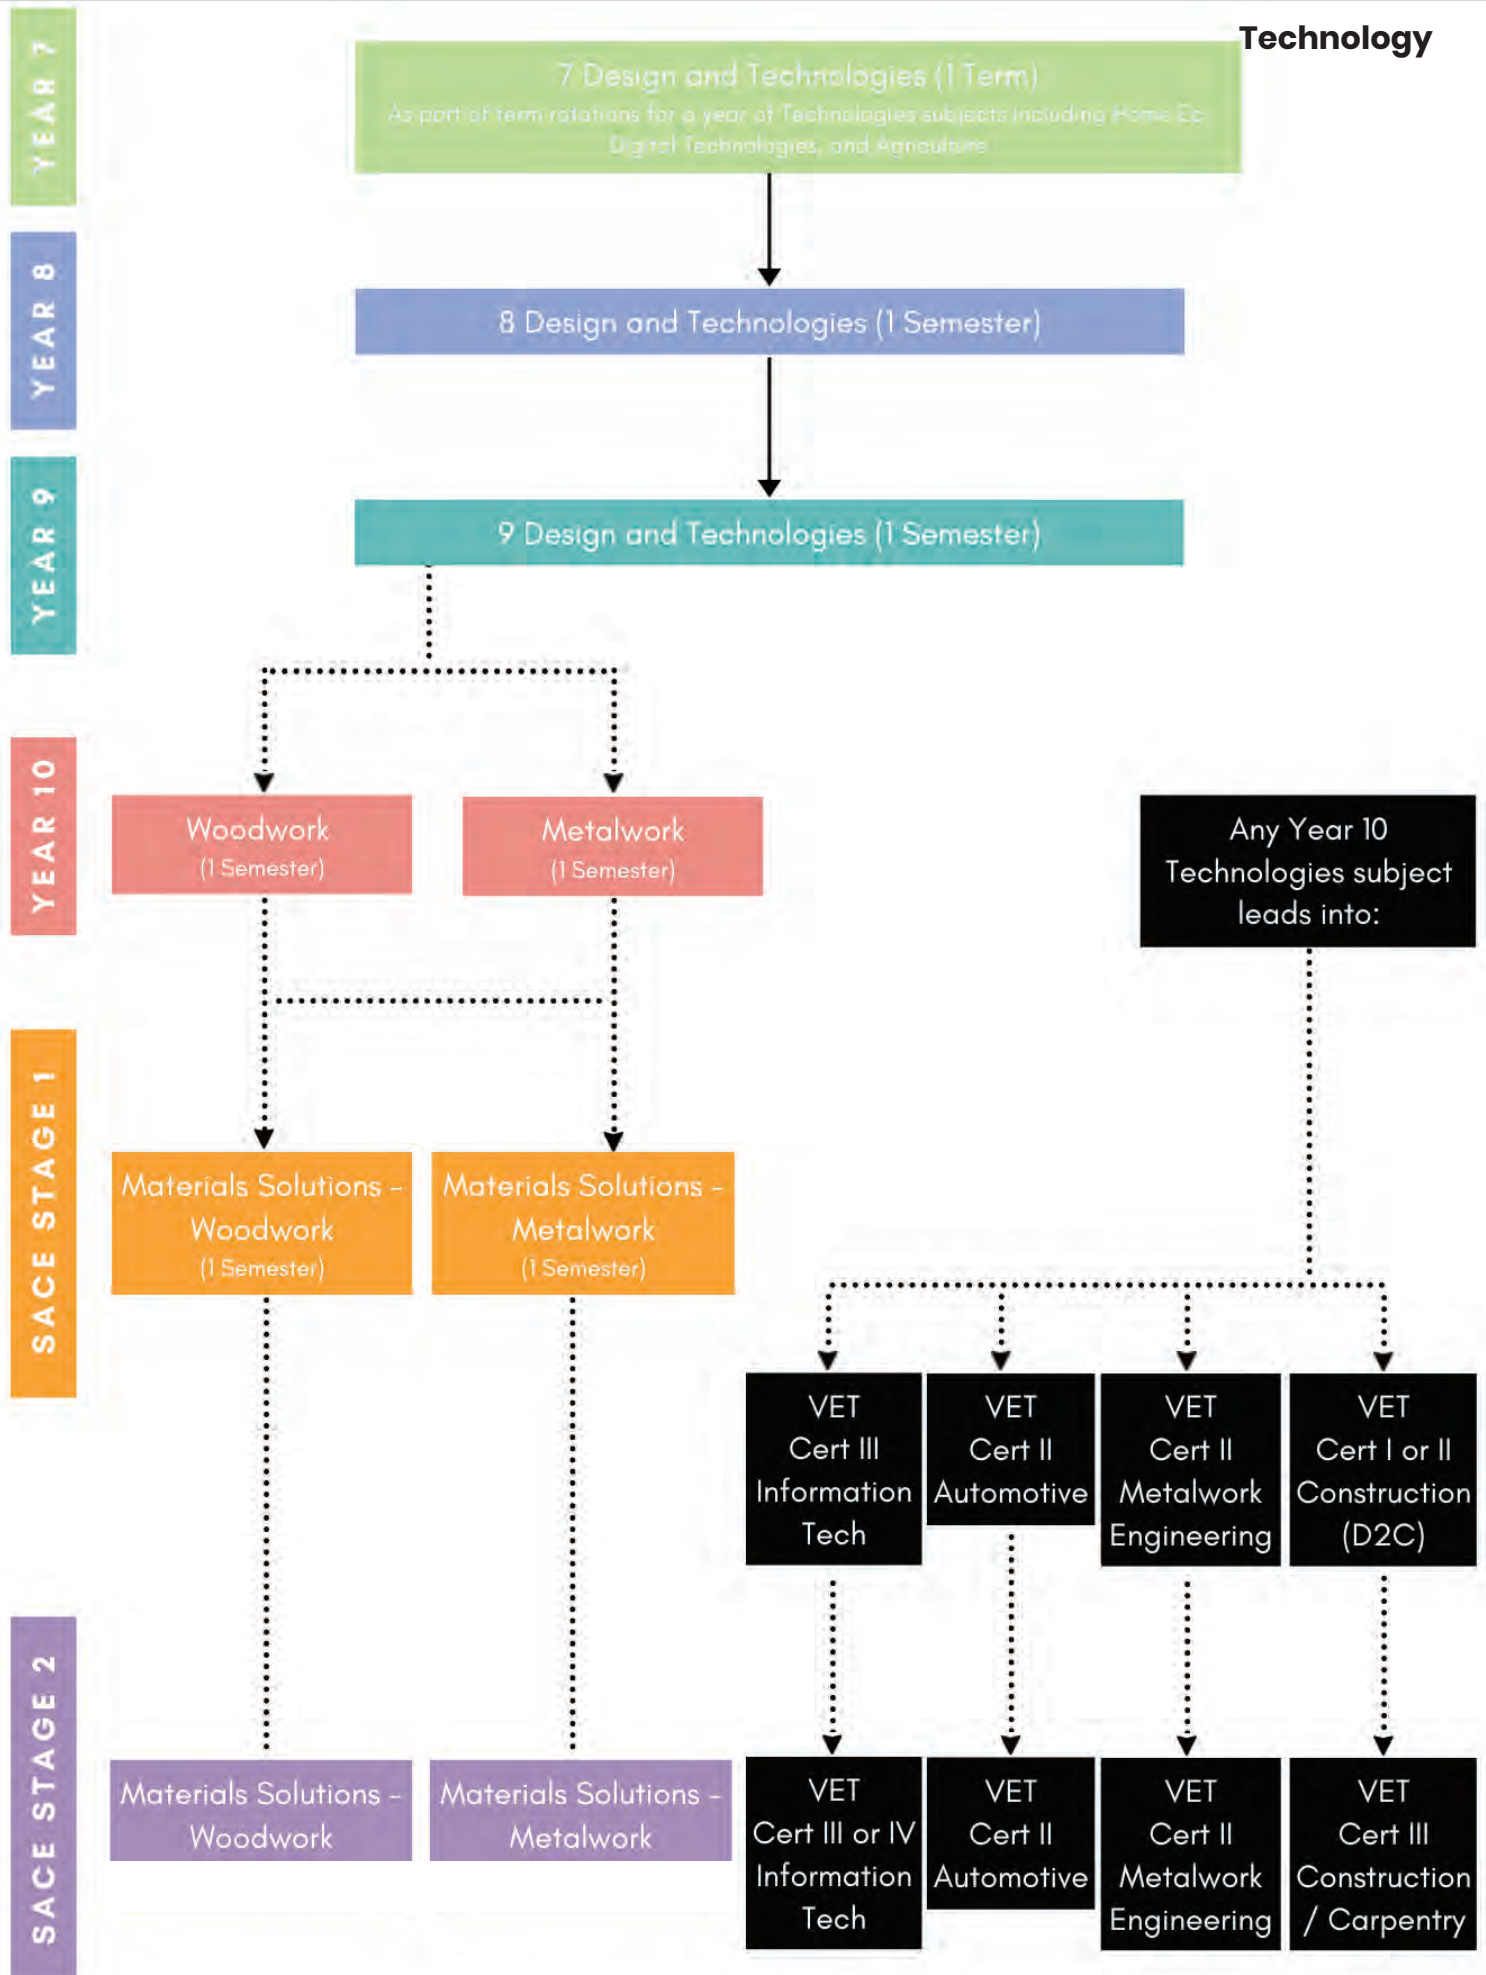 Technology
YEAR 7
7 Design and Technologies (1 Term)
As part of term rotations for a year of Technologies subjects including Home Ec
Digital Technologies, and Agriculture
YEAR 8
8 Design and Technologies (1 Semester)
YEAR 9
9 Design and Technologies (1 Semester)
YEAR 10
Woodwork
(1 Semester)
Metalwork
(1 Semester)
Any Year 10
Technologies subject
leads into:
SACE STAGE 1
Materials Solutions -
Woodwork
(1 Semester)
Materials Solutions -
Metalwork
(1 Semester)
VET
Cert III
Information
Tech
VET
Cert II
Automotive
VET
Cert II
Metalwork
Engineering
VET
Cert I or II
Construction
(D2C)
SACE STAGE 2
Materials Solutions -
Woodwork
Materials Solutions -
Metalwork
VET
Cert III or IV
Information
Tech
VET
Cert II
Automotive
VET
Cert II
Metalwork
Engineering
VET
Cert III
Construction
/ Carpentry